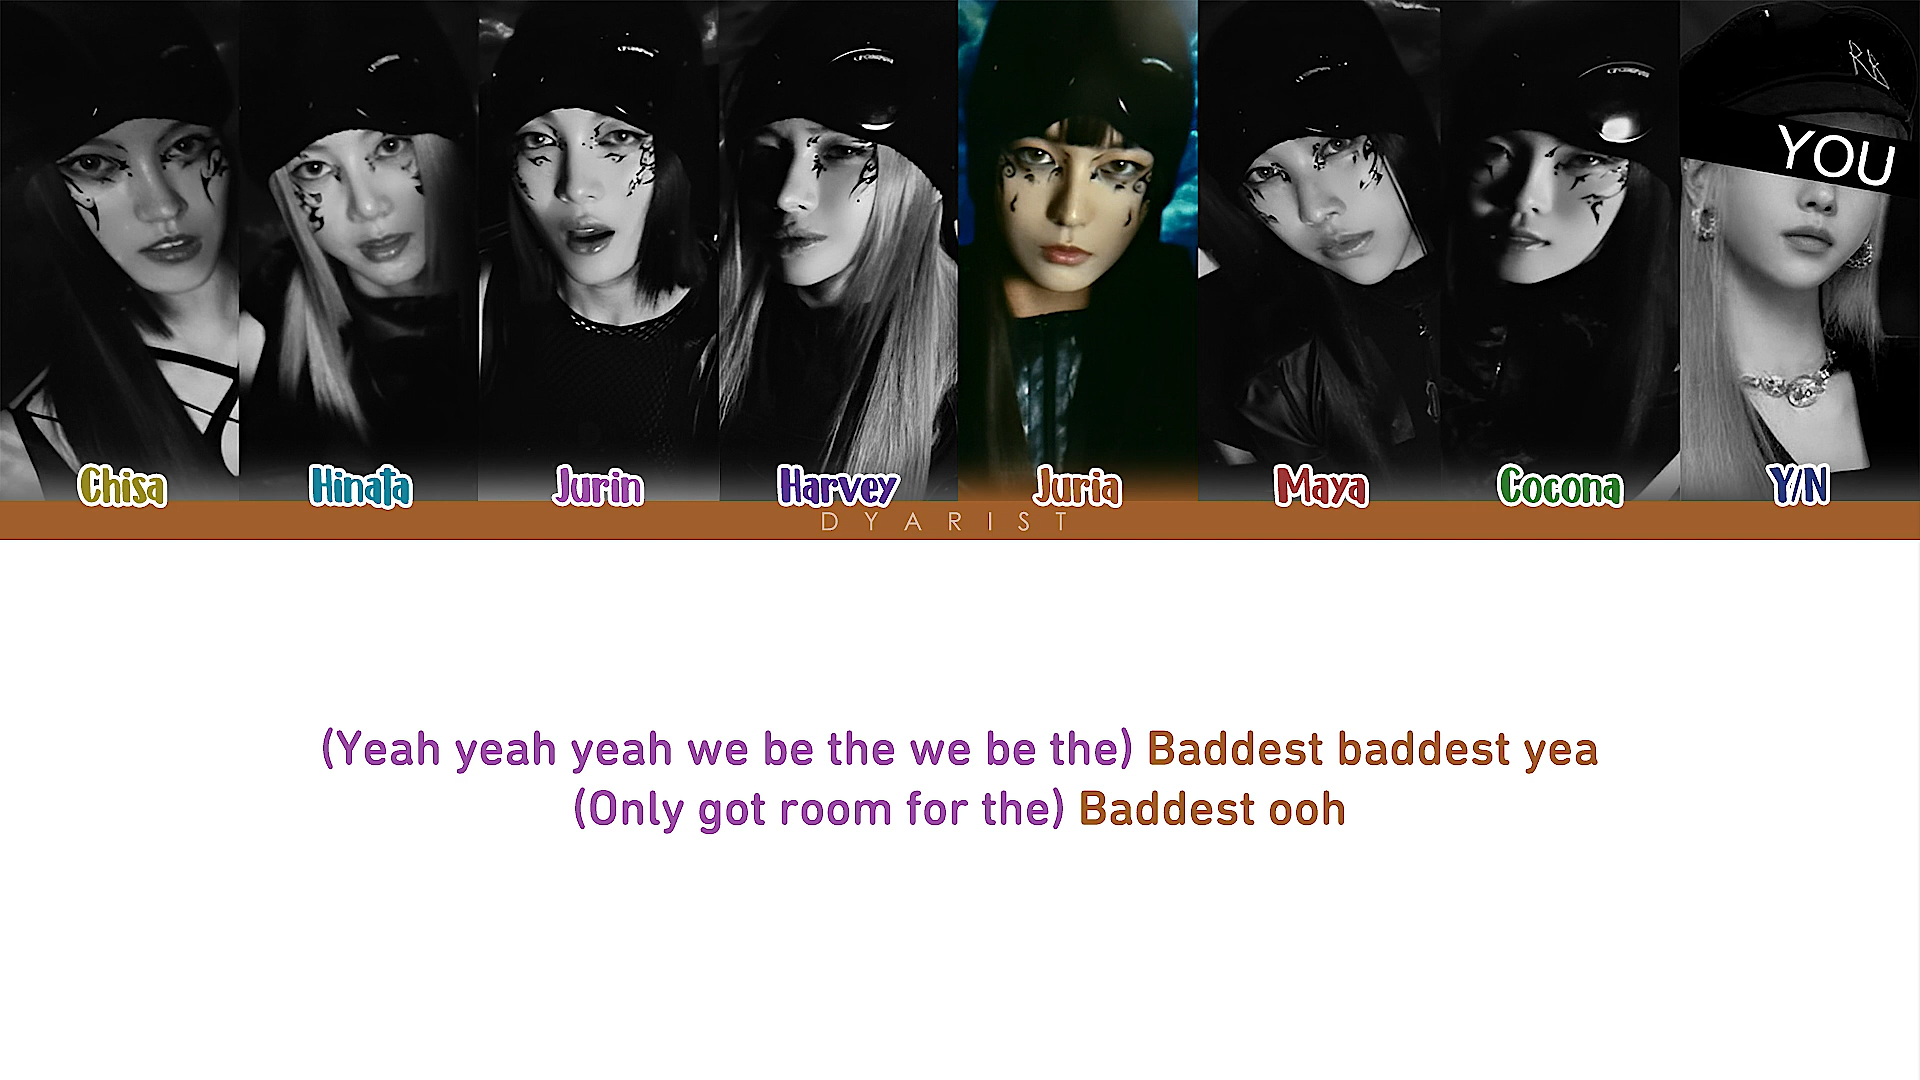 YOU
Chisa Hinata Jurin Harvey Juria Maya Cocona Y/N
DYARIST
(Yeah yeah yeah we be the we be the) Baddest baddest yea
(Only got room for the) Baddest ooh